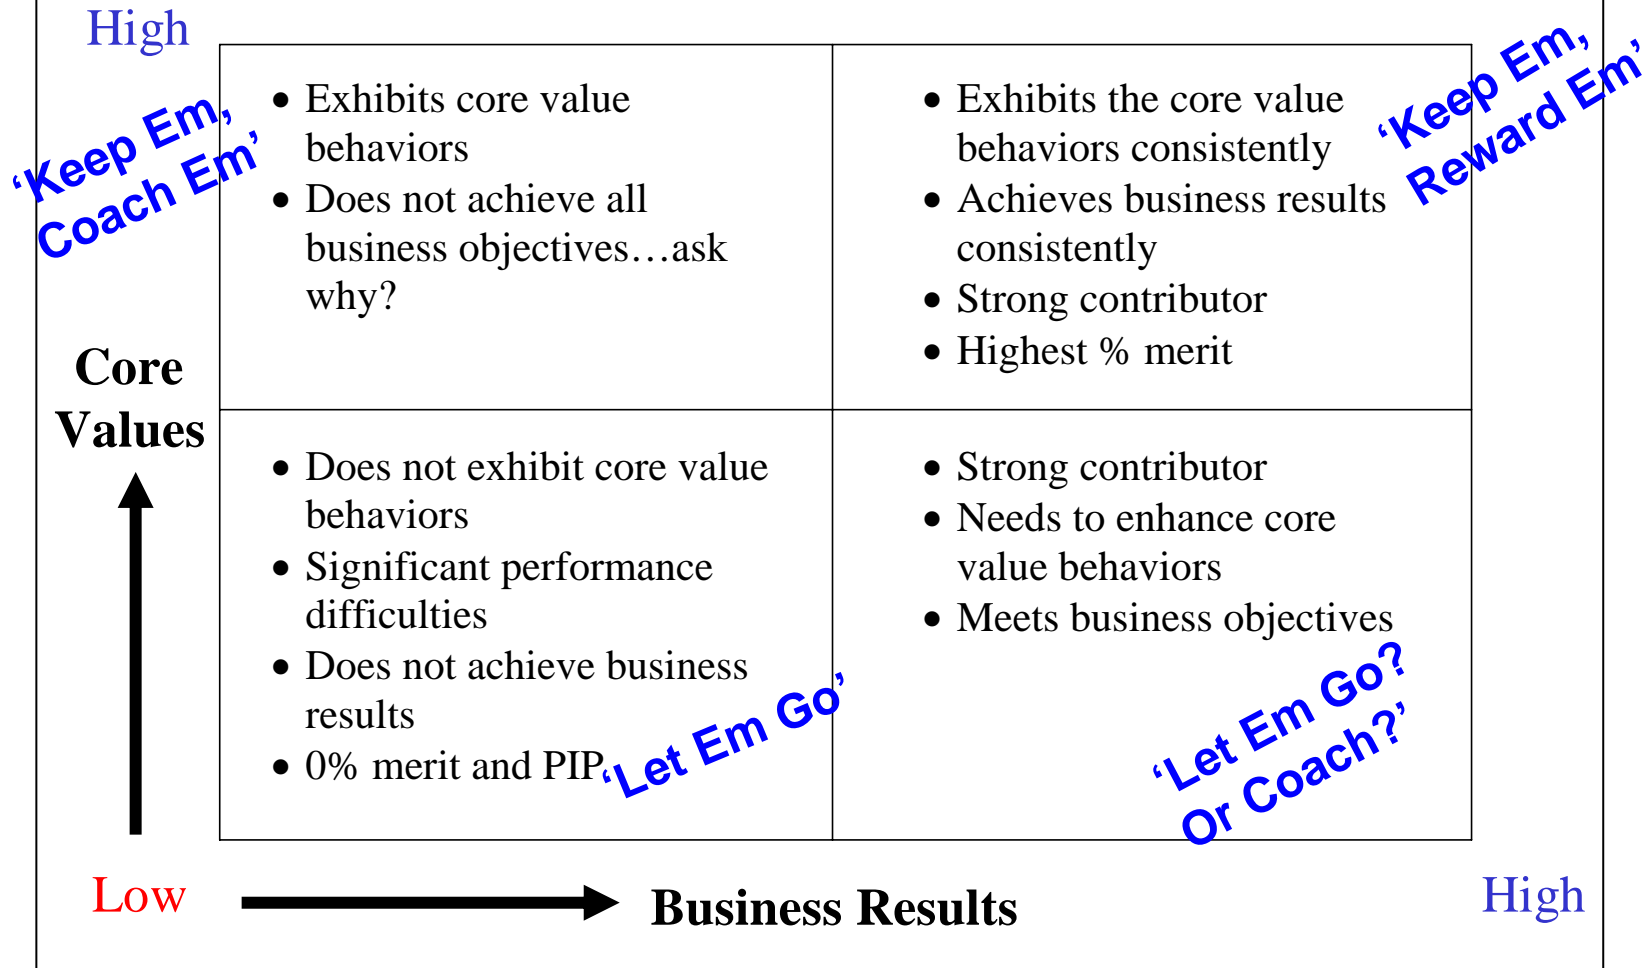 High
‘Keep Em,
Coach Em’
• Exhibits core value
behaviors
• Does not achieve all
business objectives…ask
why?
• Exhibits the core value
behaviors consistently
• Achieves business results
consistently
• Strong contributor
• Highest % merit
‘Keep Em,
Reward Em’
Core
Values
• Does not exhibit core value
behaviors
• Significant performance
difficulties
• Does not achieve business
results
• 0% merit and PIP
‘Let Em Go’
• Strong contributor
• Needs to enhance core
value behaviors
• Meets business objectives
‘Let Em Go?
Or Coach?’
Low
Business Results
High